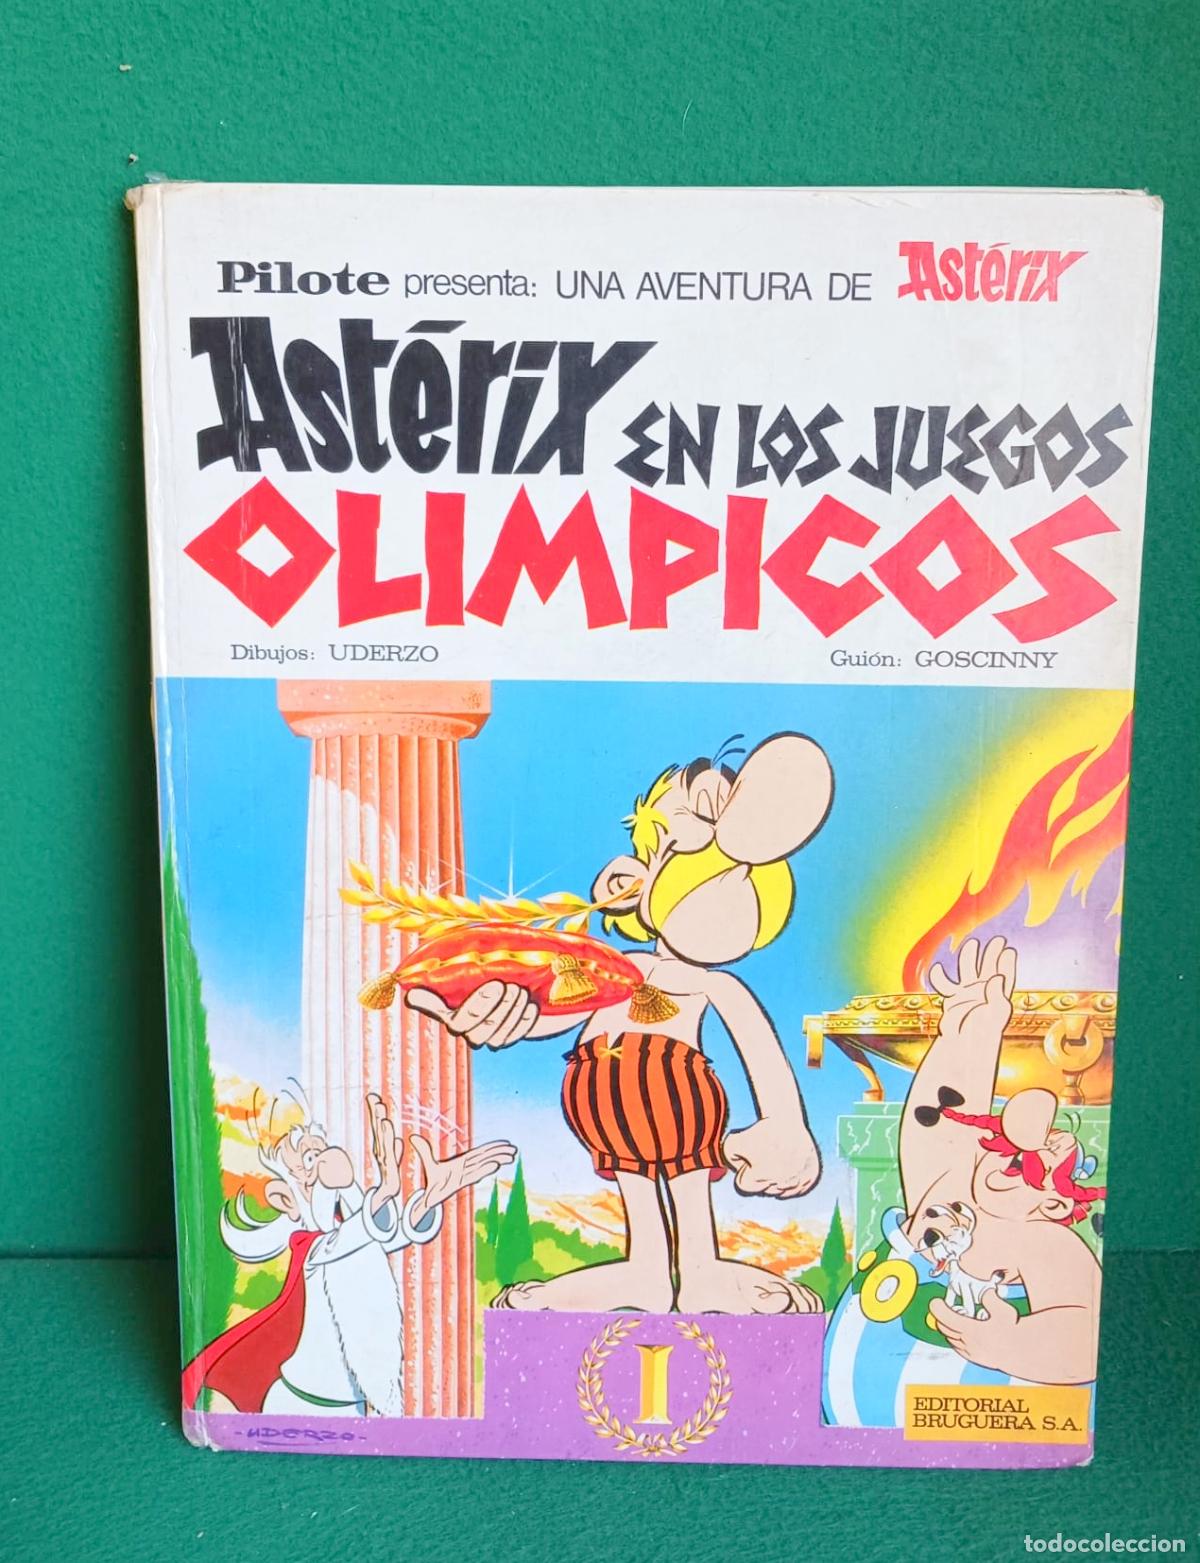 Pilote presenta: UNA AVENTURA DE Astérix
Astérix EN LOS JUEGOS
OLIMPICOS
Dibujos: UDERZO Guión: GOSCINNY
I
EDITORIAL
BRUGUERA S.A.
-UDERZO-
todocoleccion